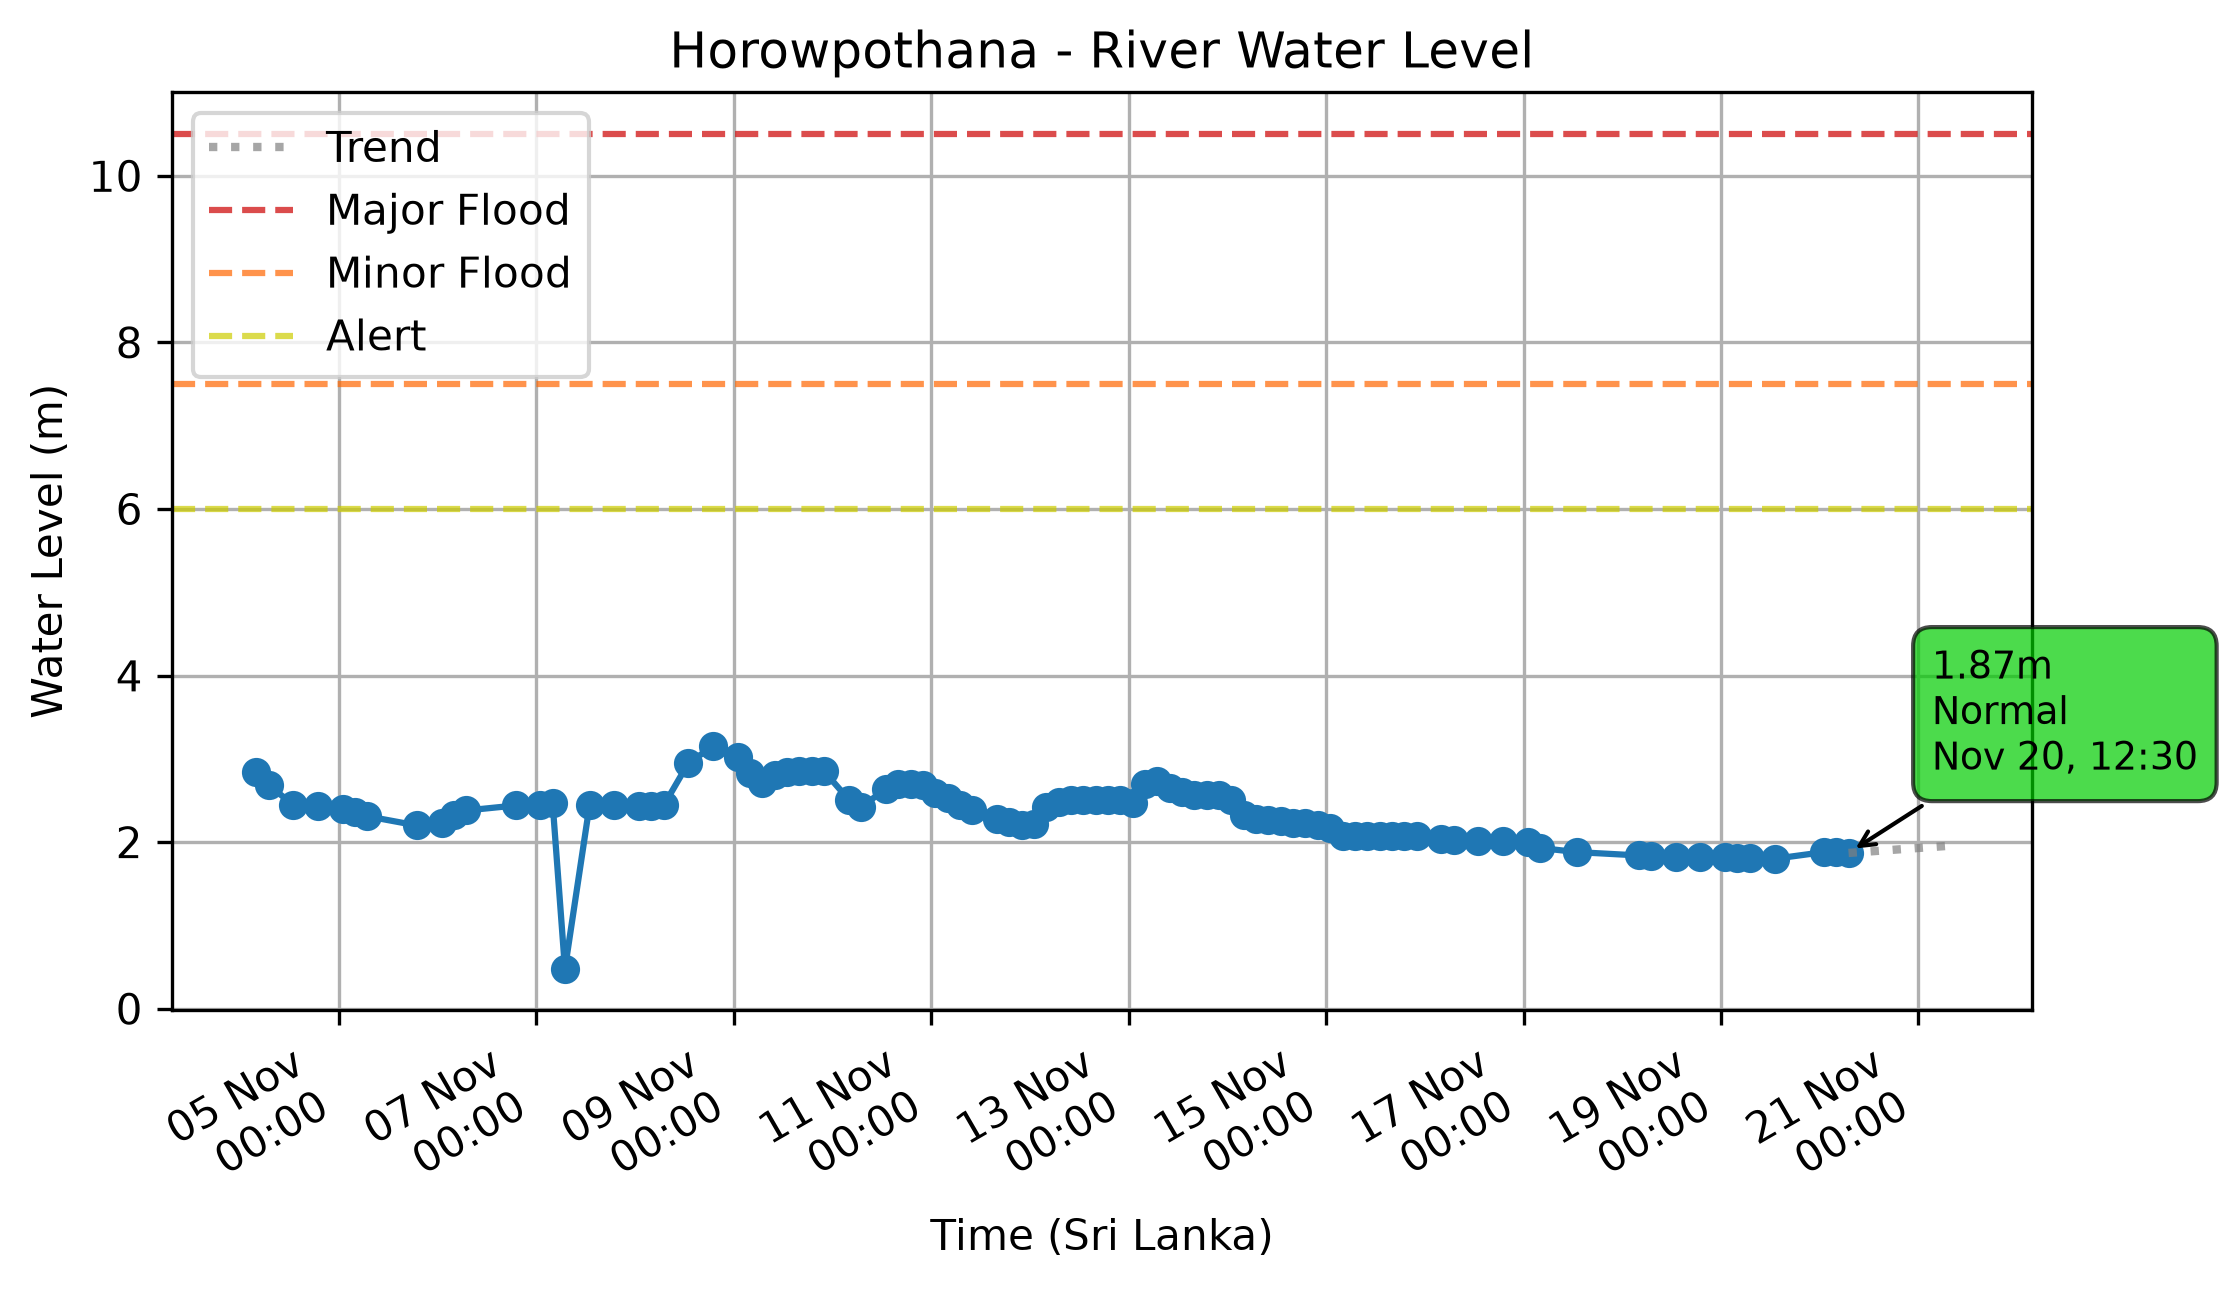 Horowpothana - River Water Level
Trend
Major Flood
Minor Flood
Alert
10
8
6
4
2
0
Water Level (m)
1.87m
Normal
Nov 20, 12:30
05 Nov
00:00
07 Nov
00:00
09 Nov
00:00
11 Nov
00:00
13 Nov
00:00
15 Nov
00:00
17 Nov
00:00
19 Nov
00:00
21 Nov
00:00
Time (Sri Lanka)